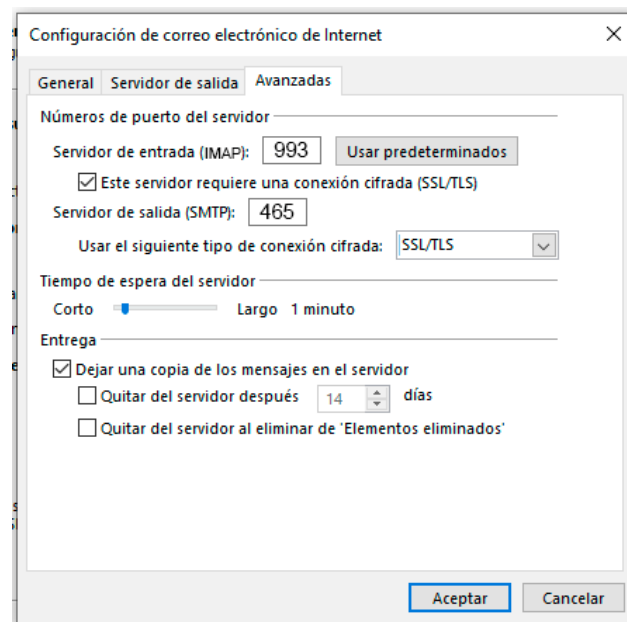 Configuración de correo electrónico de Internet
General Servidor de salida Avanzadas
Números de puerto del servidor
Servidor de entrada (IMAP): 993 Usar predeterminados
Este servidor requiere una conexión cifrada (SSL/TLS)
Servidor de salida (SMTP): 465
Usar el siguiente tipo de conexión cifrada: SSL/TLS
Tiempo de espera del servidor
Corto Largo 1 minuto
Entrega
Dejar una copia de los mensajes en el servidor
Quitar del servidor después 14 días
Quitar del servidor al eliminar de 'Elementos eliminados'
Aceptar Cancelar